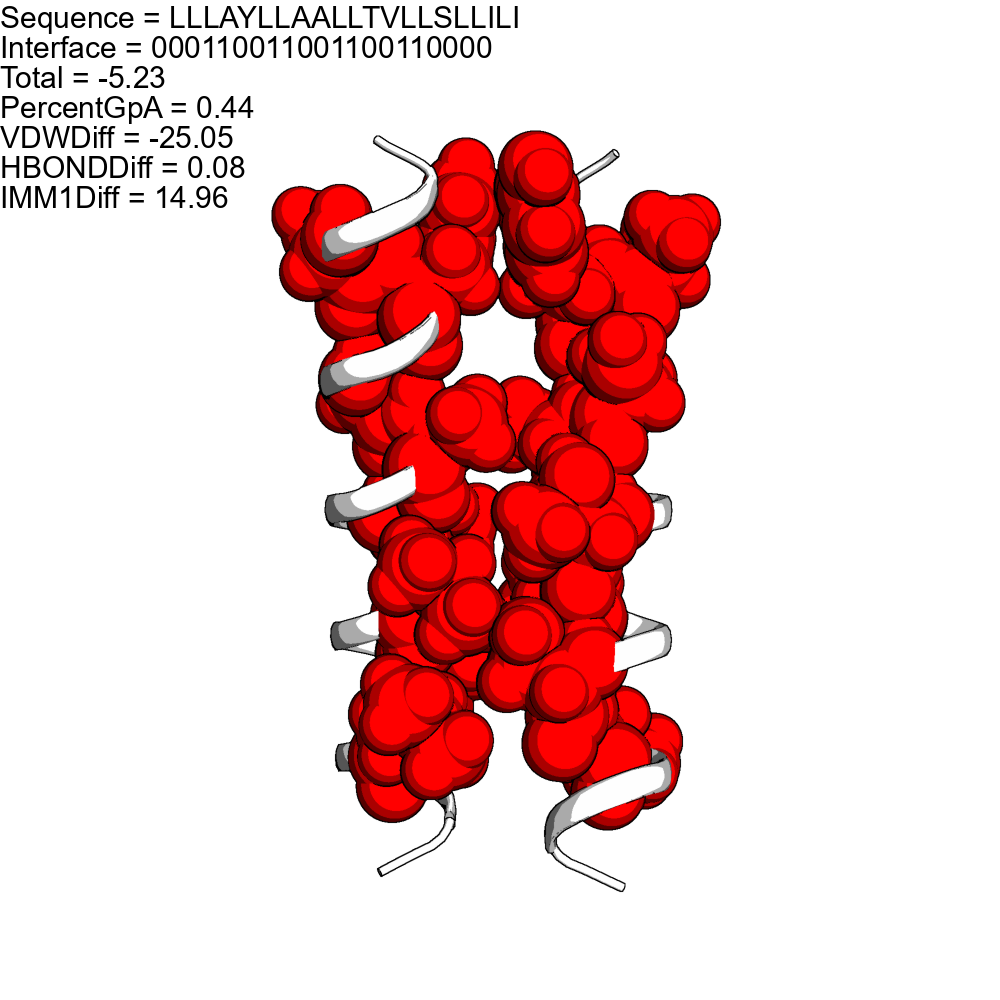 Sequence = LLLAYLLAALLTVLLSLLILI
Interface = 000110011001100110000
Total = -5.23
PercentGpA = 0.44
VDWDiff = -25.05
HBONDDiff = 0.08
IMM1Diff = 14.96